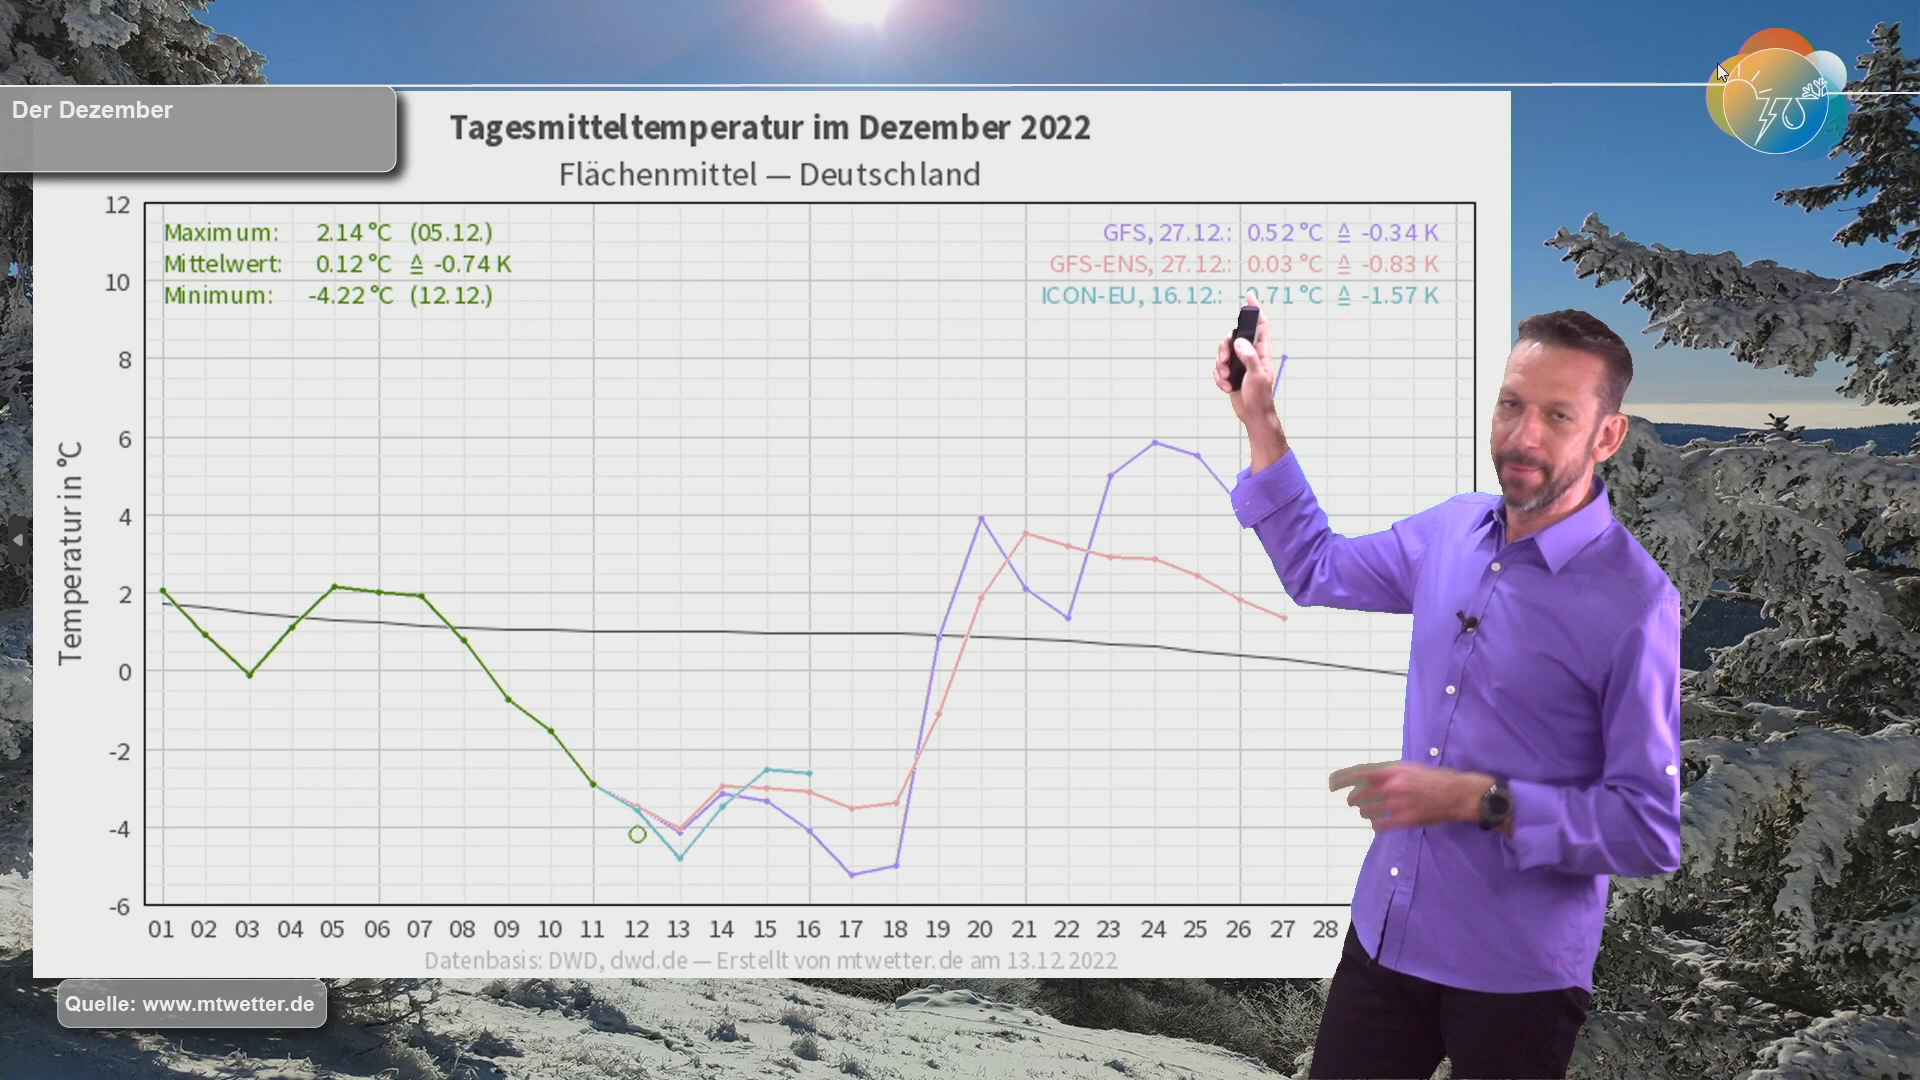 Der Dezember
Tagesmitteltemperatur im Dezember 2022
Flächenmittel — Deutschland
Maximum: 2.14 °C (05.12.)
Mittelwert: 0.12 °C ≙ -0.74 K
Minimum: -4.22 °C (12.12.)
GFS, 27.12.: 0.52 °C ≙ -0.34 K
GFS-ENS, 27.12.: 0.03 °C ≙ -0.83 K
ICON-EU, 16.12.: -0.71 °C ≙ -1.57 K
Temperatur in °C
12
10
8
6
4
2
0
-2
-4
-6
01 02 03 04 05 06 07 08 09 10 11 12 13 14 15 16 17 18 19 20 21 22 23 24 25 26 27 28
Datenbasis: DWD, dwd.de — Erstellt von mtwetter.de am 13.12.2022
Quelle: www.mtwetter.de